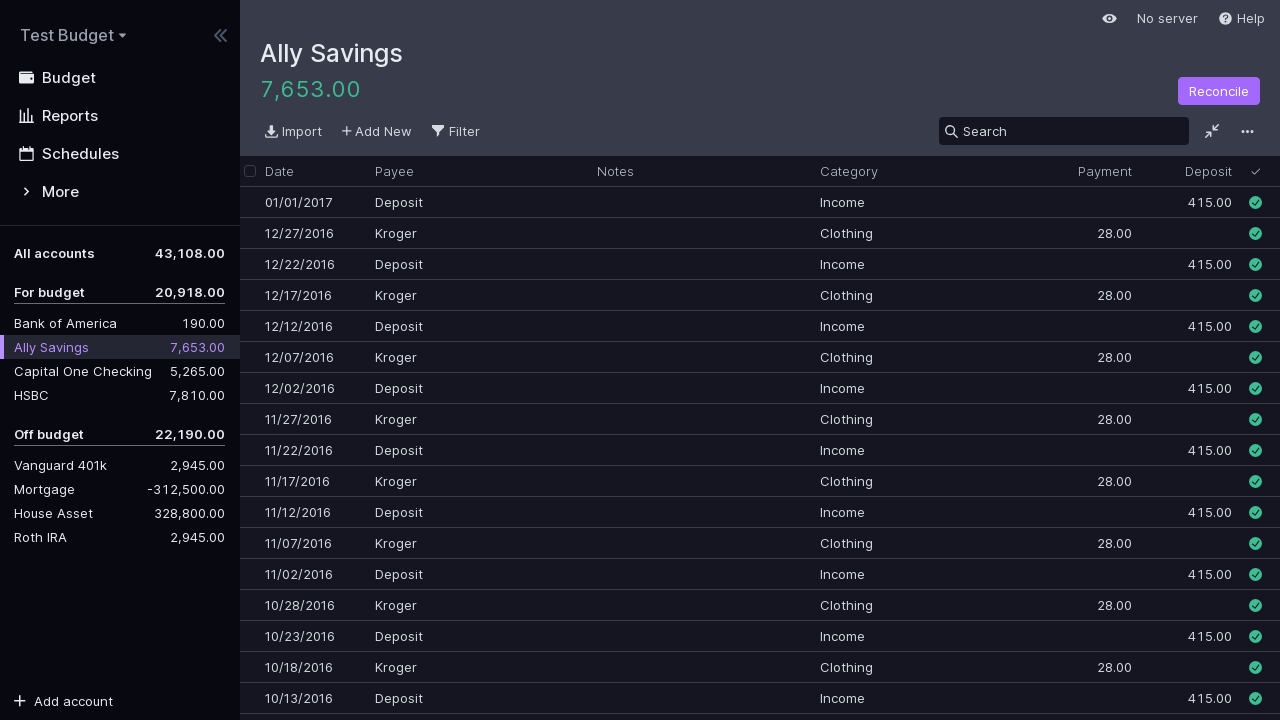 Test Budget
Budget
Reports
Schedules
More
All accounts 43,108.00
For budget 20,918.00
Bank of America 190.00
Ally Savings 7,653.00
Capital One Checking 5,265.00
HSBC 7,810.00
Off budget 22,190.00
Vanguard 401k 2,945.00
Mortgage -312,500.00
House Asset 328,800.00
Roth IRA 2,945.00
Add account
No server Help
Ally Savings
7,653.00
Reconcile
Import Add New Filter Search
Date Payee Notes Category Payment Deposit
01/01/2017 Deposit Income 415.00
12/27/2016 Kroger Clothing 28.00
12/22/2016 Deposit Income 415.00
12/17/2016 Kroger Clothing 28.00
12/12/2016 Deposit Income 415.00
12/07/2016 Kroger Clothing 28.00
12/02/2016 Deposit Income 415.00
11/27/2016 Kroger Clothing 28.00
11/22/2016 Deposit Income 415.00
11/17/2016 Kroger Clothing 28.00
11/12/2016 Deposit Income 415.00
11/07/2016 Kroger Clothing 28.00
11/02/2016 Deposit Income 415.00
10/28/2016 Kroger Clothing 28.00
10/23/2016 Deposit Income 415.00
10/18/2016 Kroger Clothing 28.00
10/13/2016 Deposit Income 415.00